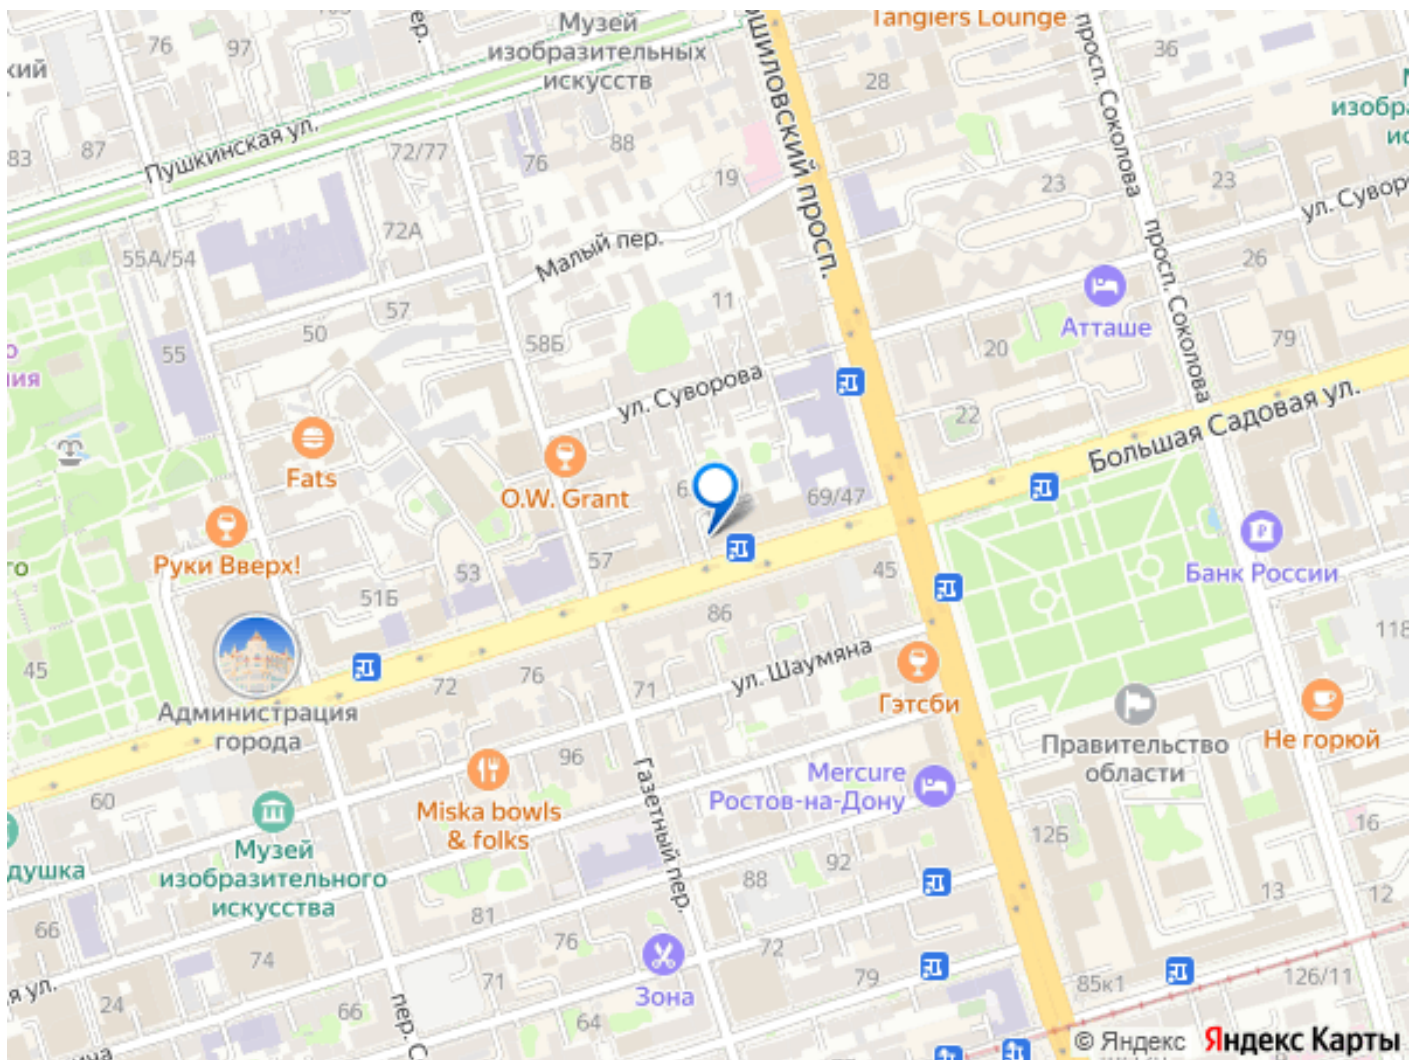 Tangiers Lounge
Музей
изобразительных
искусств
76
97
36
28
просп. Соколова
Пушкинская ул.
83
87
72/77
76
88
19
23
23
72А
55А/54
Малый пер.
26
50
57
11
58Б
55
Атташе
20
79
просп. Соколова
ул. Суворова
22
Большая Садовая ул.
Fats
O.W. Grant
69/47
Руки Вверх!
57
53
51Б
45
Банк России
86
118
45
ул. Шаумяна
76
72
71
Гэтсби
Администрация
города
Правительство
области
Не горюй
96
Газетный пер.
Mercure
Ростов-на-Дону
60
Miska bowls
& folks
Музей
изобразительного
искусства
92
12Б
16
88
13
12
81
66
76
72
74
71
79
85к1
126/11
Зона
24
66
64
© Яндекс
Яндекс Карты